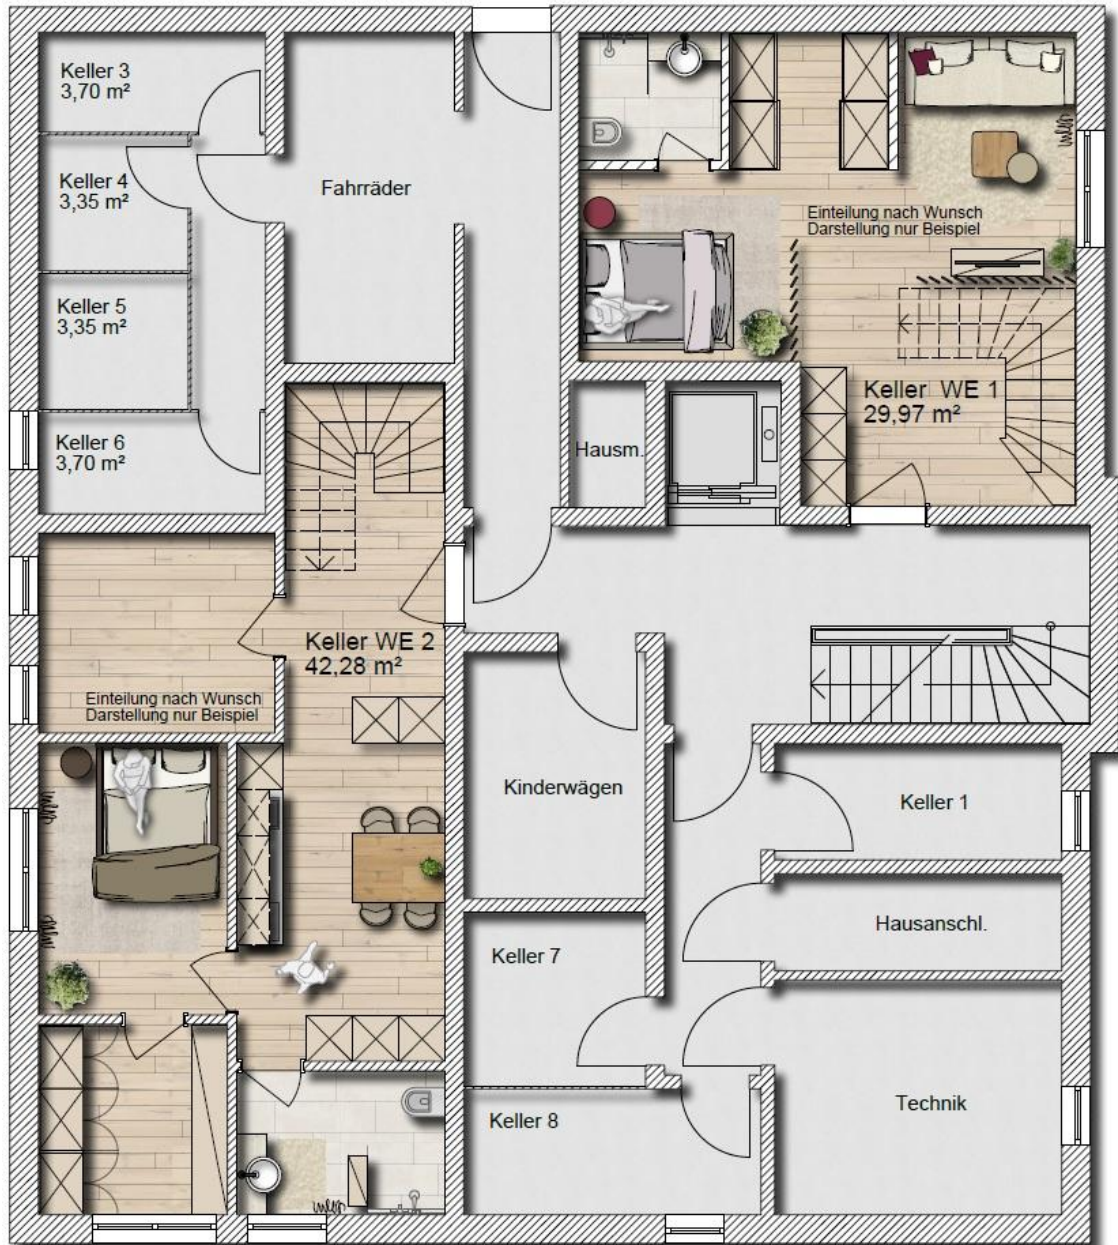 Keller 3
3,70 m²
Keller 4
3,35 m²
Fahrräder
Einteilung nach Wunsch
Darstellung nur Beispiel
Keller 5
3,35 m²
Keller WE 1
29,97 m²
Keller 6
3,70 m²
Hausm.
Keller WE 2
42,28 m²
Einteilung nach Wunsch
Darstellung nur Beispiel
Kinderwägen
Keller 1
Hausanschl.
Keller 7
Technik
Keller 8